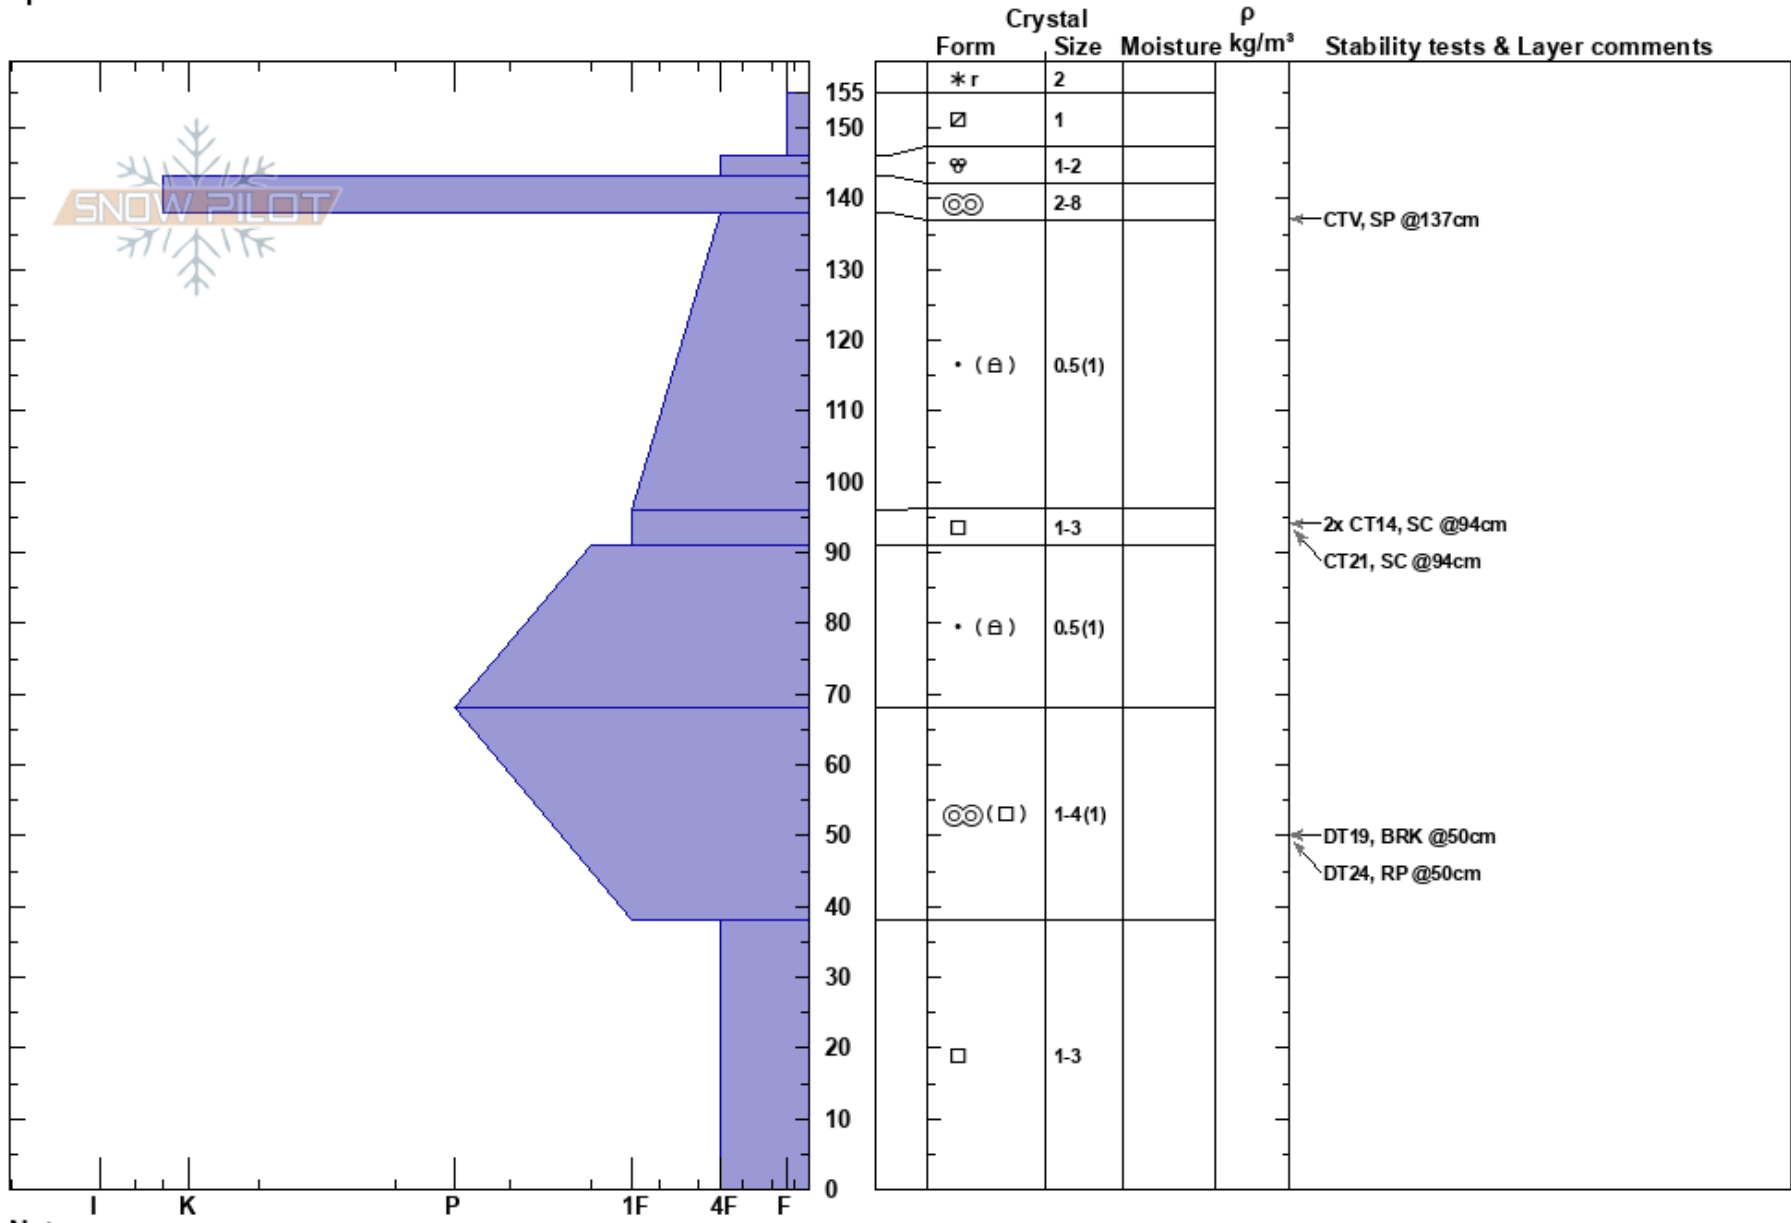 Crystal ρ
Form Size Moisture kg/m³ Stability tests & Layer comments
155 * r 2
150 1
1-2
SNOW PILOT
140 2-8
CTV, SP @137cm
130
120
110 • ( ) 0.5(1)
100
2x CT14, SC @94cm
1-3
90
CT21, SC @94cm
80 • ( ) 0.5(1)
70
60
( ) 1-4(1)
50 DT19, BRK @50cm
DT24, RP @50cm
40
30
20 □ 1-3
10
0
I K P 1F 4F F